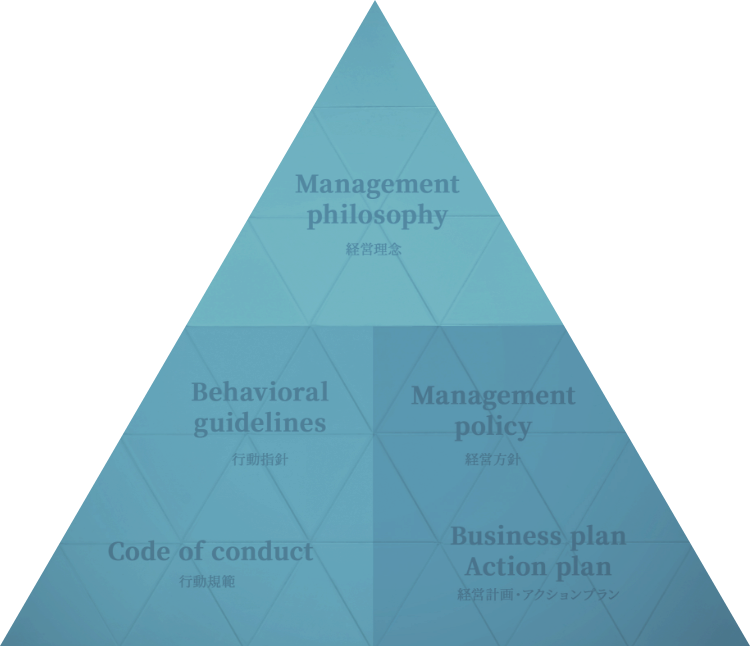 Management
philosophy
経営理念
Behavioral
guidelines
行動指針
Management
policy
経営方針
Code of conduct
行動規範
Business plan
Action plan
経営計画・アクションプラン